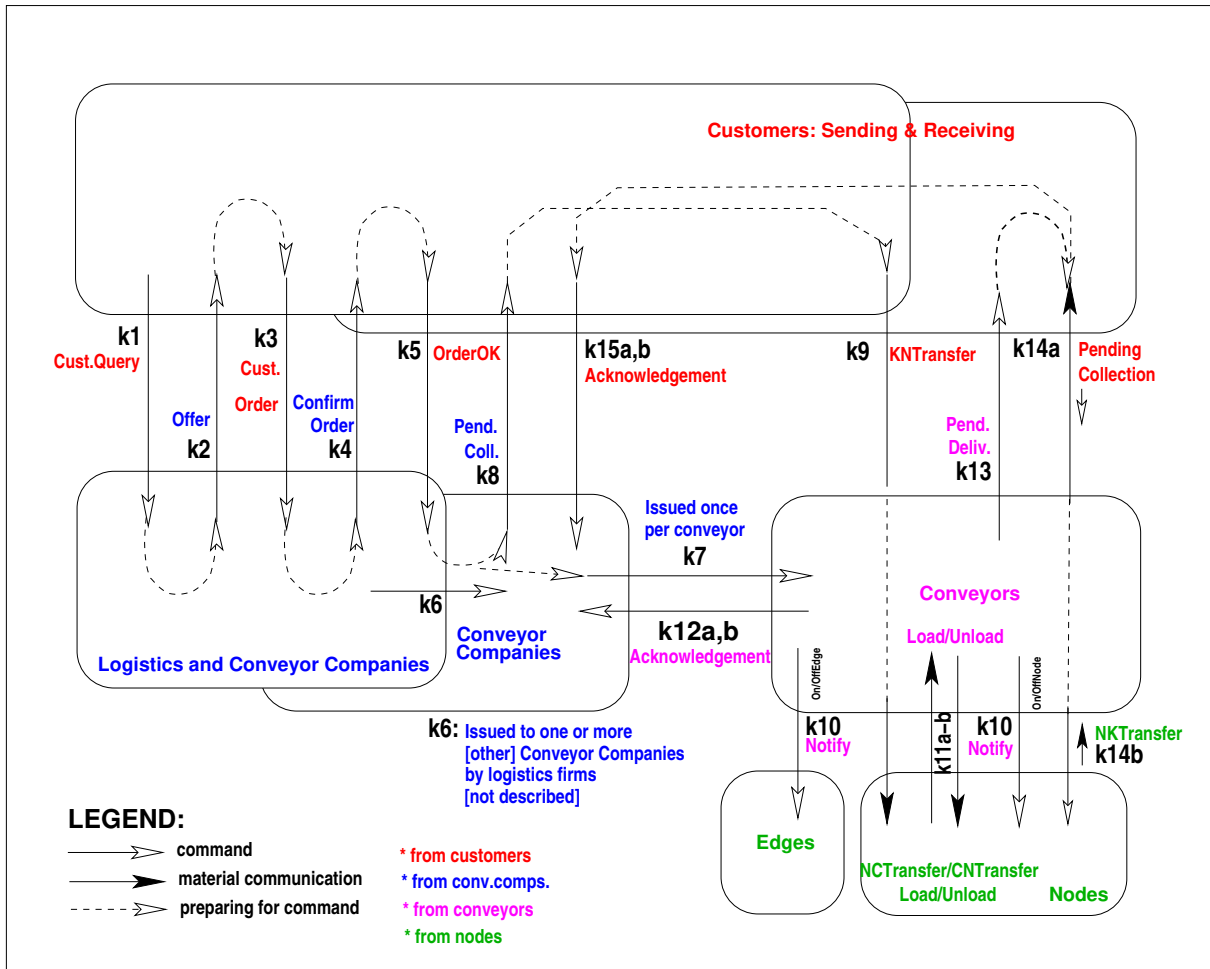 Customers: Sending & Receiving
k1
Cust.Query
k3
Cust.
Order
k5
OrderOK
k15a,b
Acknowledgement
k9
KNTransfer
k14a
Pending
Collection
Offer
k2
Confirm
Order
k4
Pend.
Coll.
k8
Pend.
Deliv.
k13
Issued once
per conveyor
k7
k6
k12a,b
Acknowledgement
Logistics and Conveyor Companies
Conveyor
Companies
Conveyors
Load/Unload
On/OffEdge
On/OffNode
k6: Issued to one or more
[other] Conveyor Companies
by logistics firms
[not described]
k10
Notify
k11a–b
k10
Notify
NKTransfer
k14b
Edges
NCTransfer/CNTransfer
Load/Unload
Nodes
LEGEND:
command
material communication
preparing for command
* from customers
* from conv.comps.
* from conveyors
* from nodes